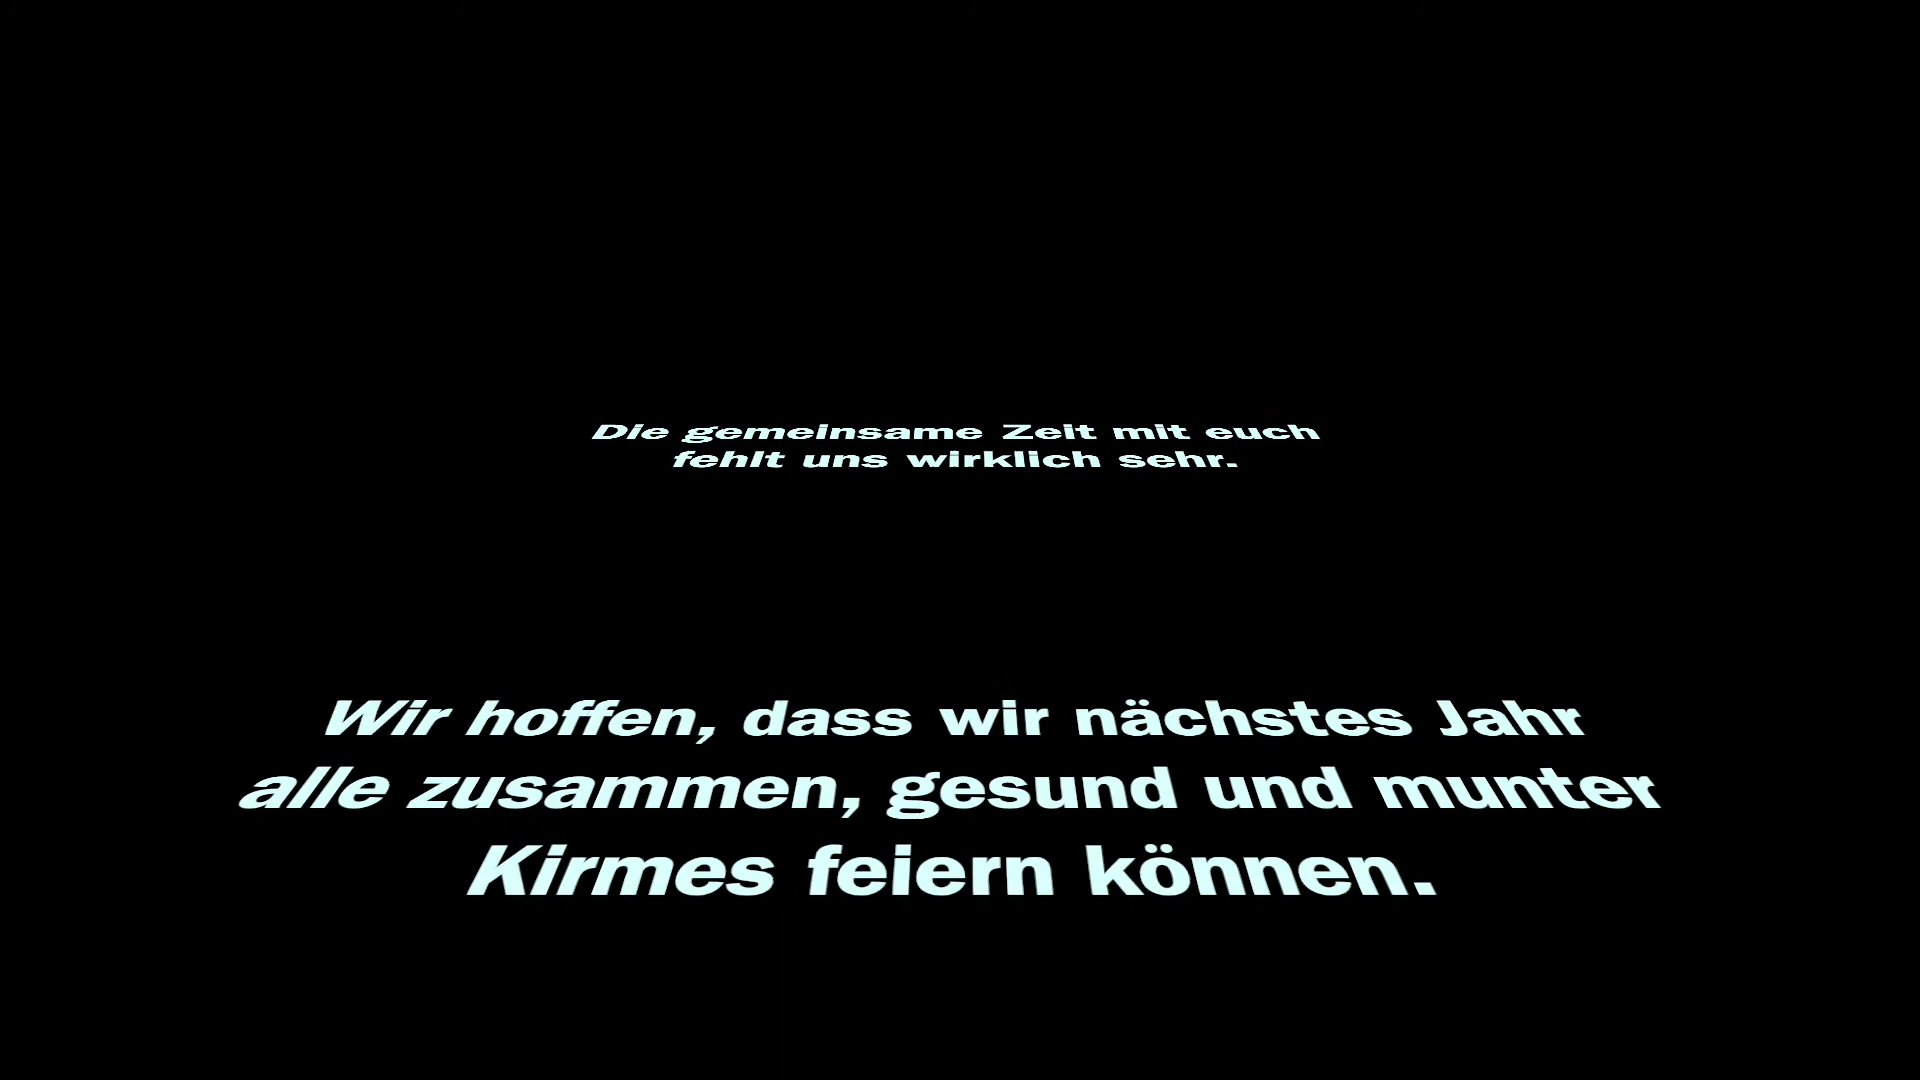 Die gemeinsame Zeit mit euch
fehlt uns wirklich sehr.
Wir hoffen, dass wir nächstes Jahr
alle zusammen, gesund und munter
Kirmes feiern können.